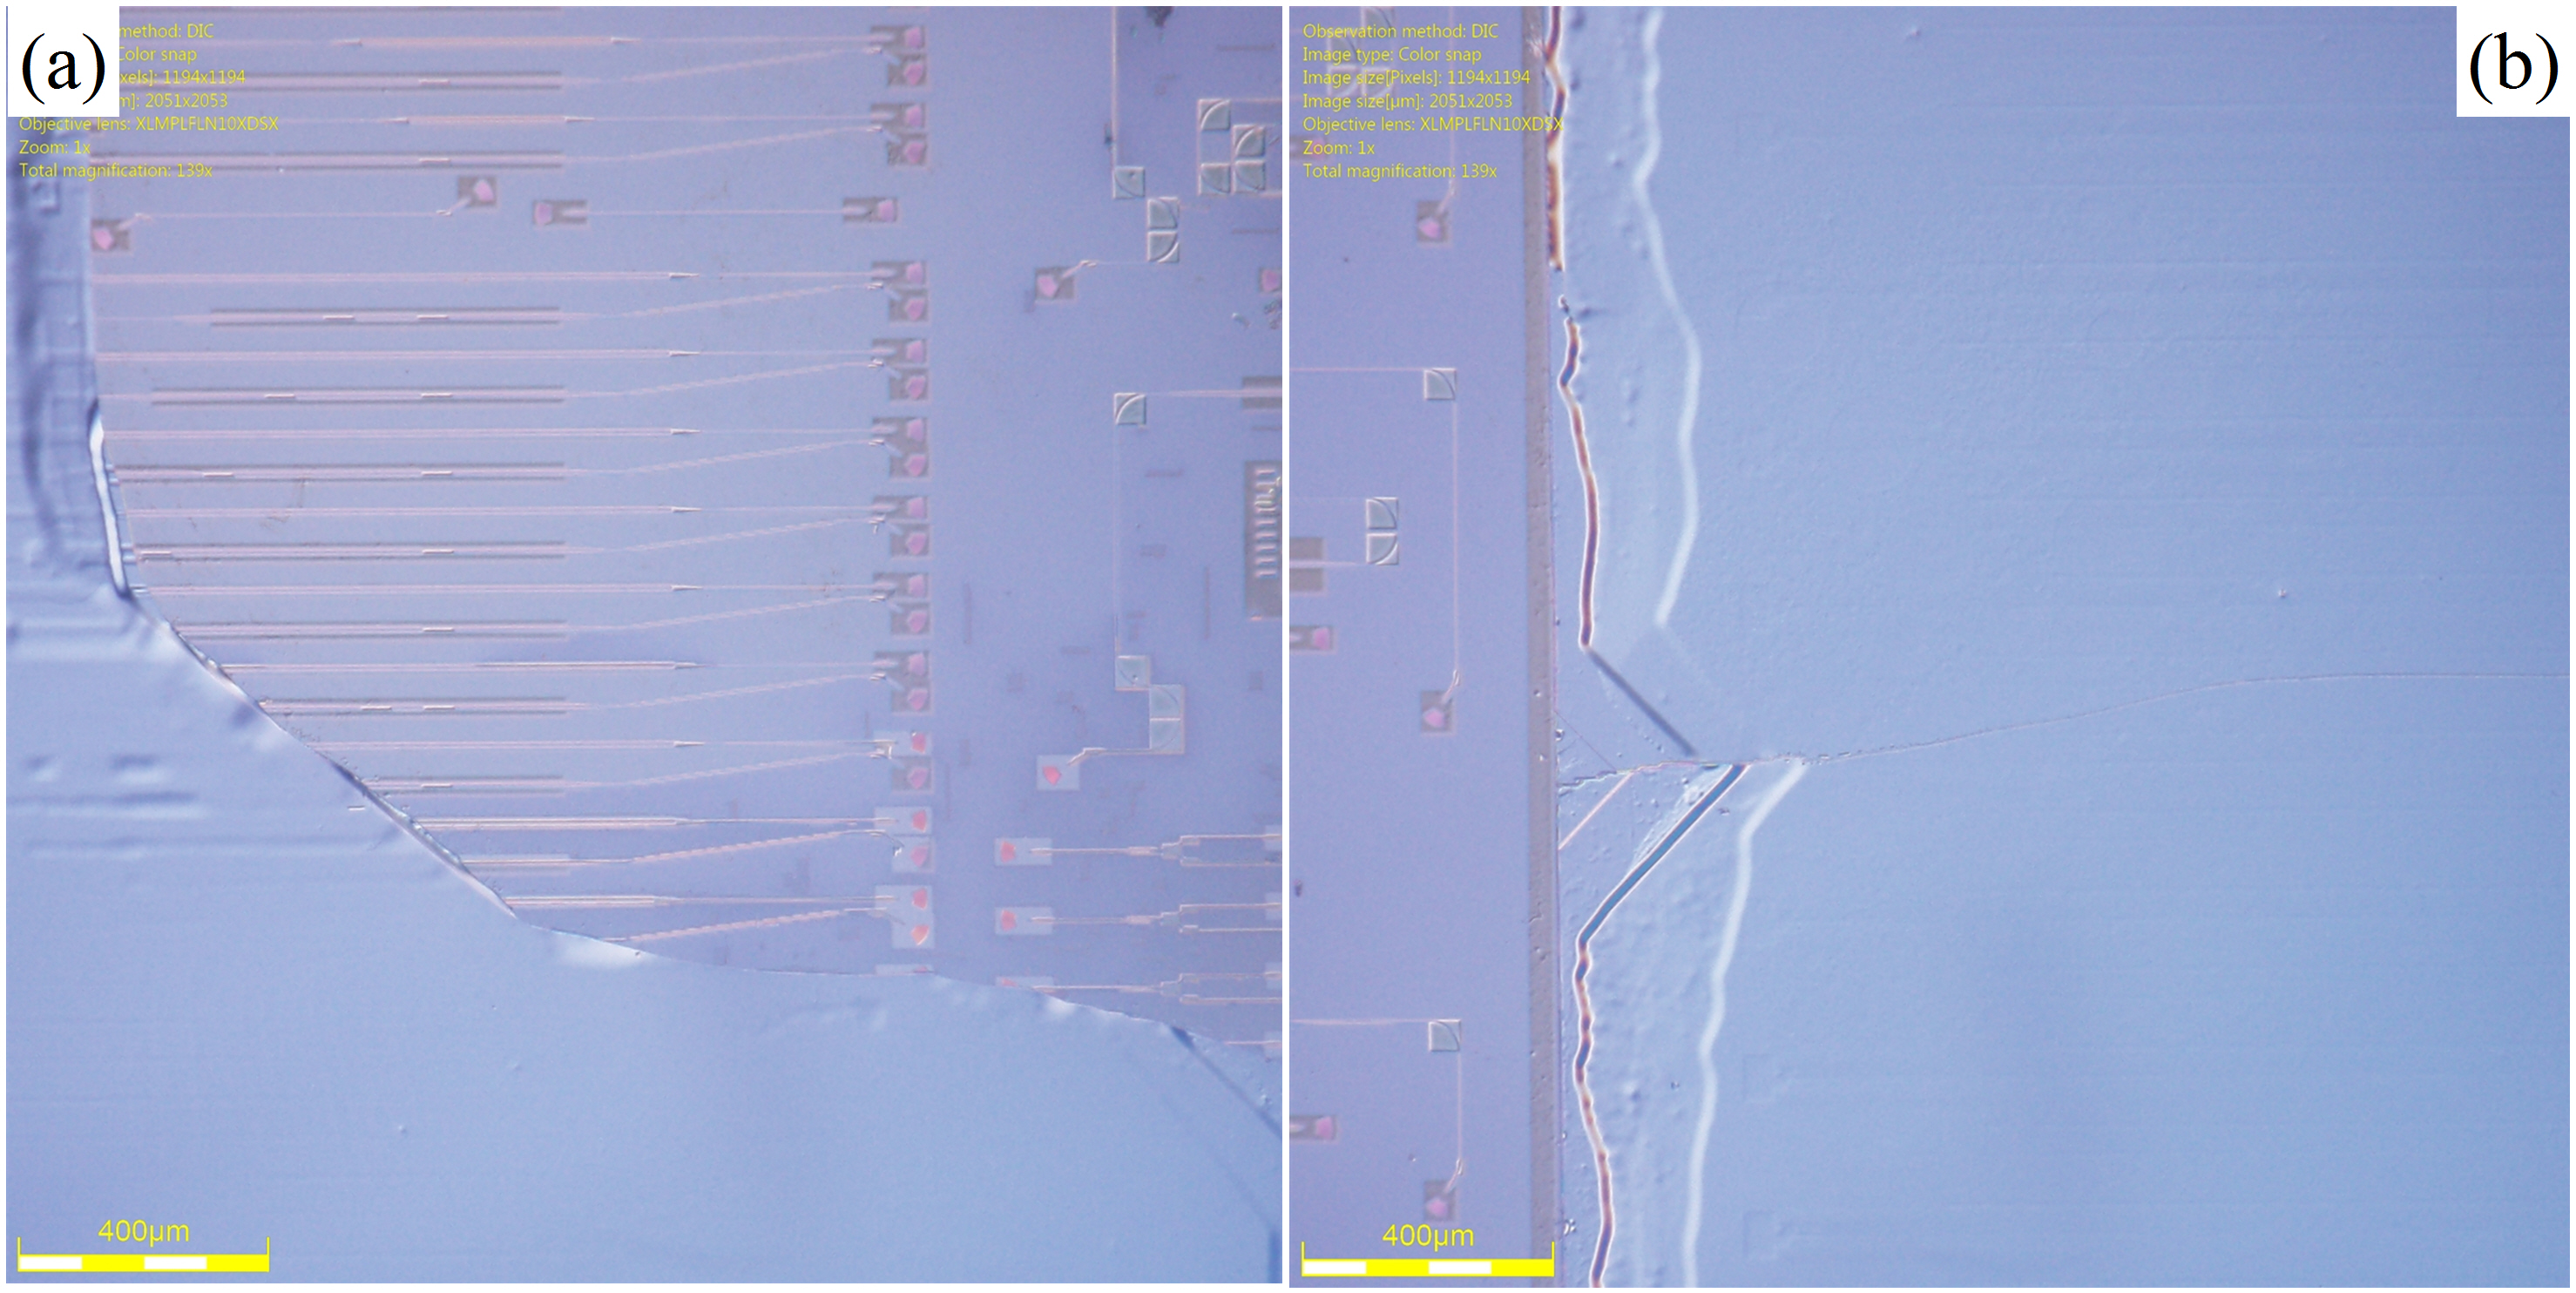 (a)
method: DIC
Color snap
xels]: 1194x1194
m]: 2051x2053
Objective lens: XLMPLFLN10XDSX
Zoom: 1x
Total magnification: 139x
400µm
Observation method: DIC
Image type: Color snap
Image size[Pixels]: 1194x1194
Image size[µm]: 2051x2053
Objective lens: XLMPLFLN10XDSX
Zoom: 1x
Total magnification: 139x
(b)
400µm